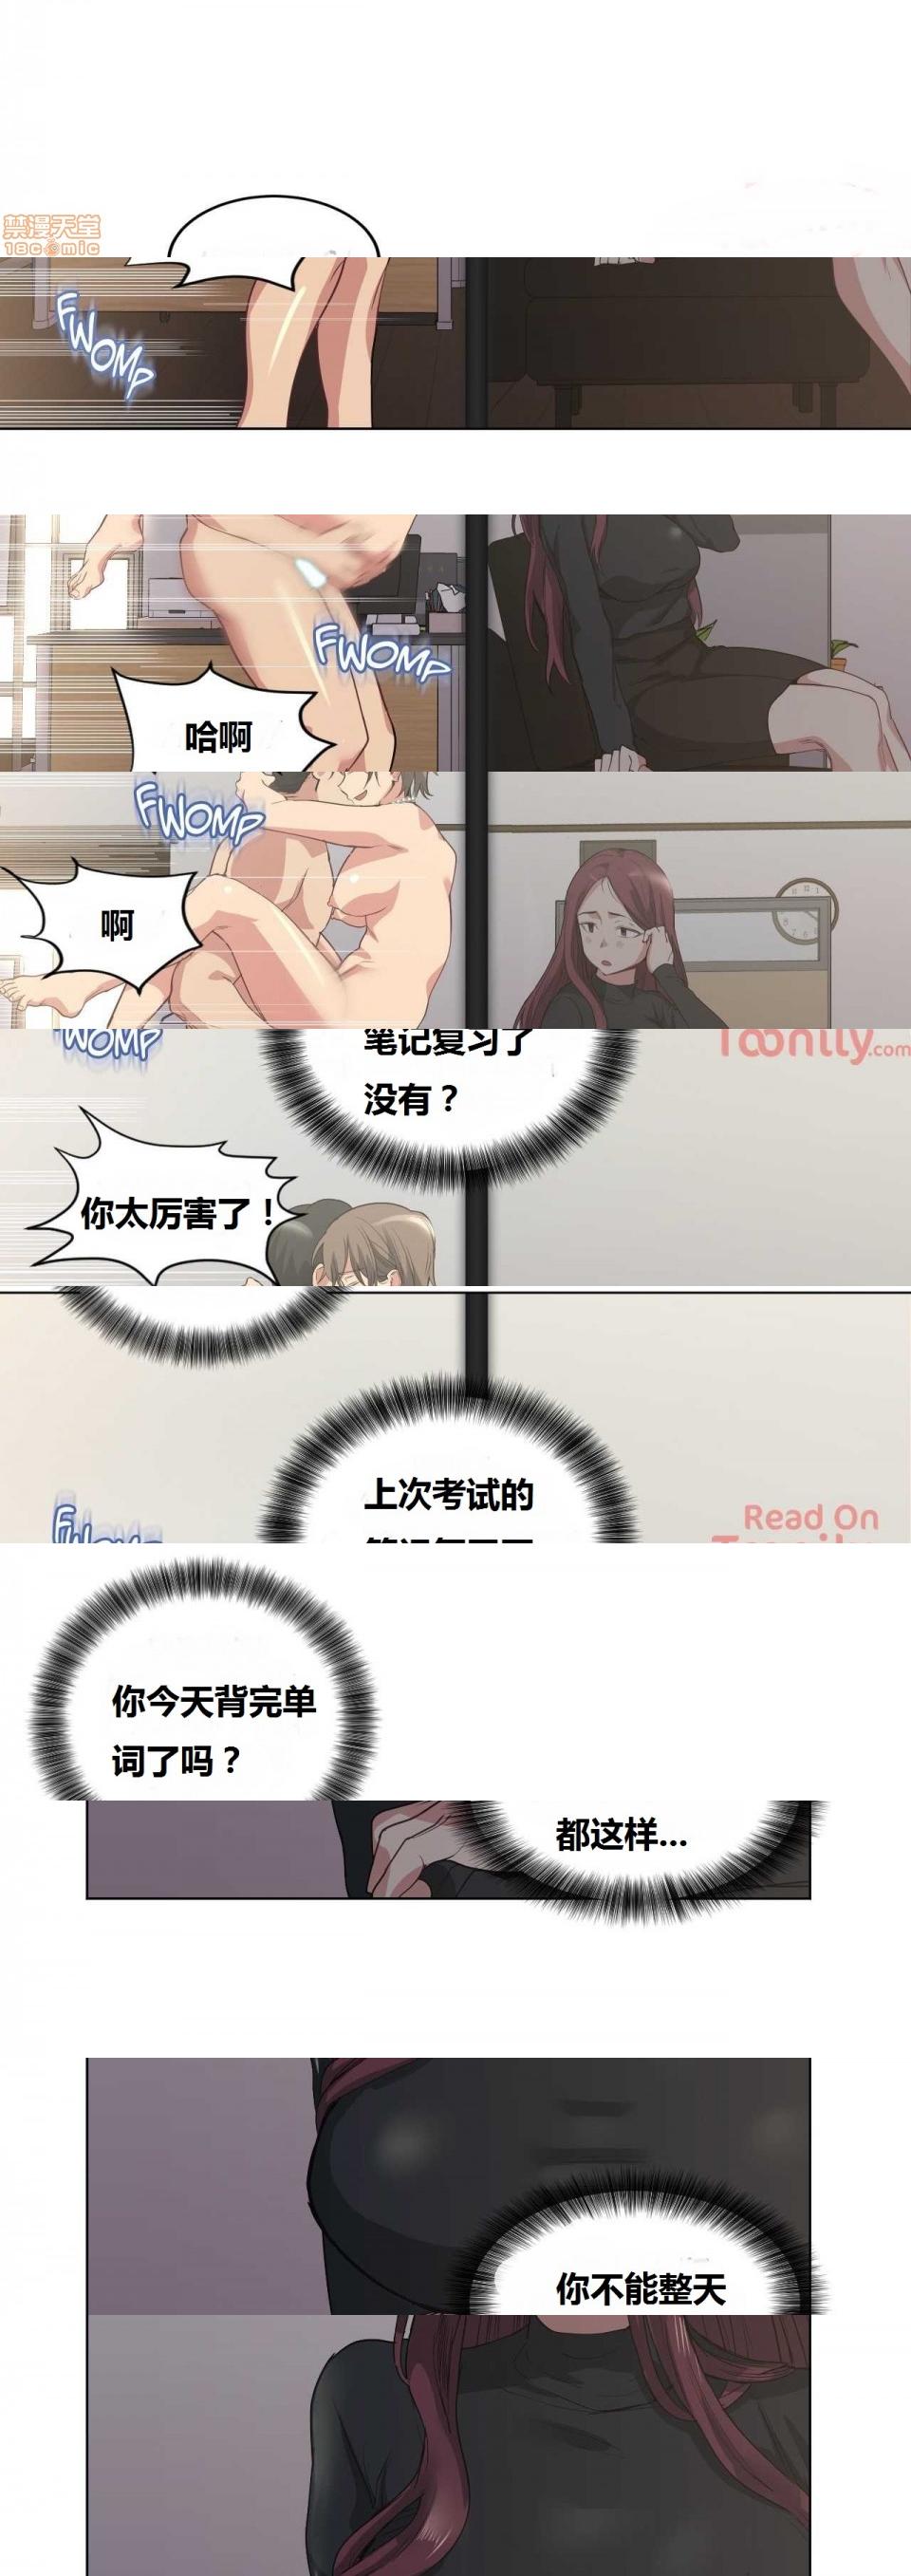 禁漫天堂
18comic
FWOMP
FWOMP
哈啊
FWOMP
啊
WOMP
笔记复习了
没有？
Toonily.com
你太厉害了！
上次考试的
Read On
你今天背完单
词了吗？
都这样...
你不能整天